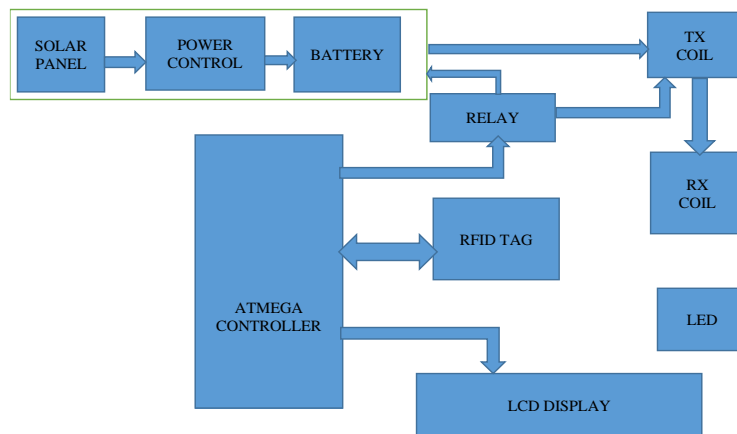 SOLAR
PANEL
POWER
CONTROL
BATTERY
TX
COIL
RELAY
RX
COIL
RFID TAG
ATMEGA
CONTROLLER
LED
LCD DISPLAY